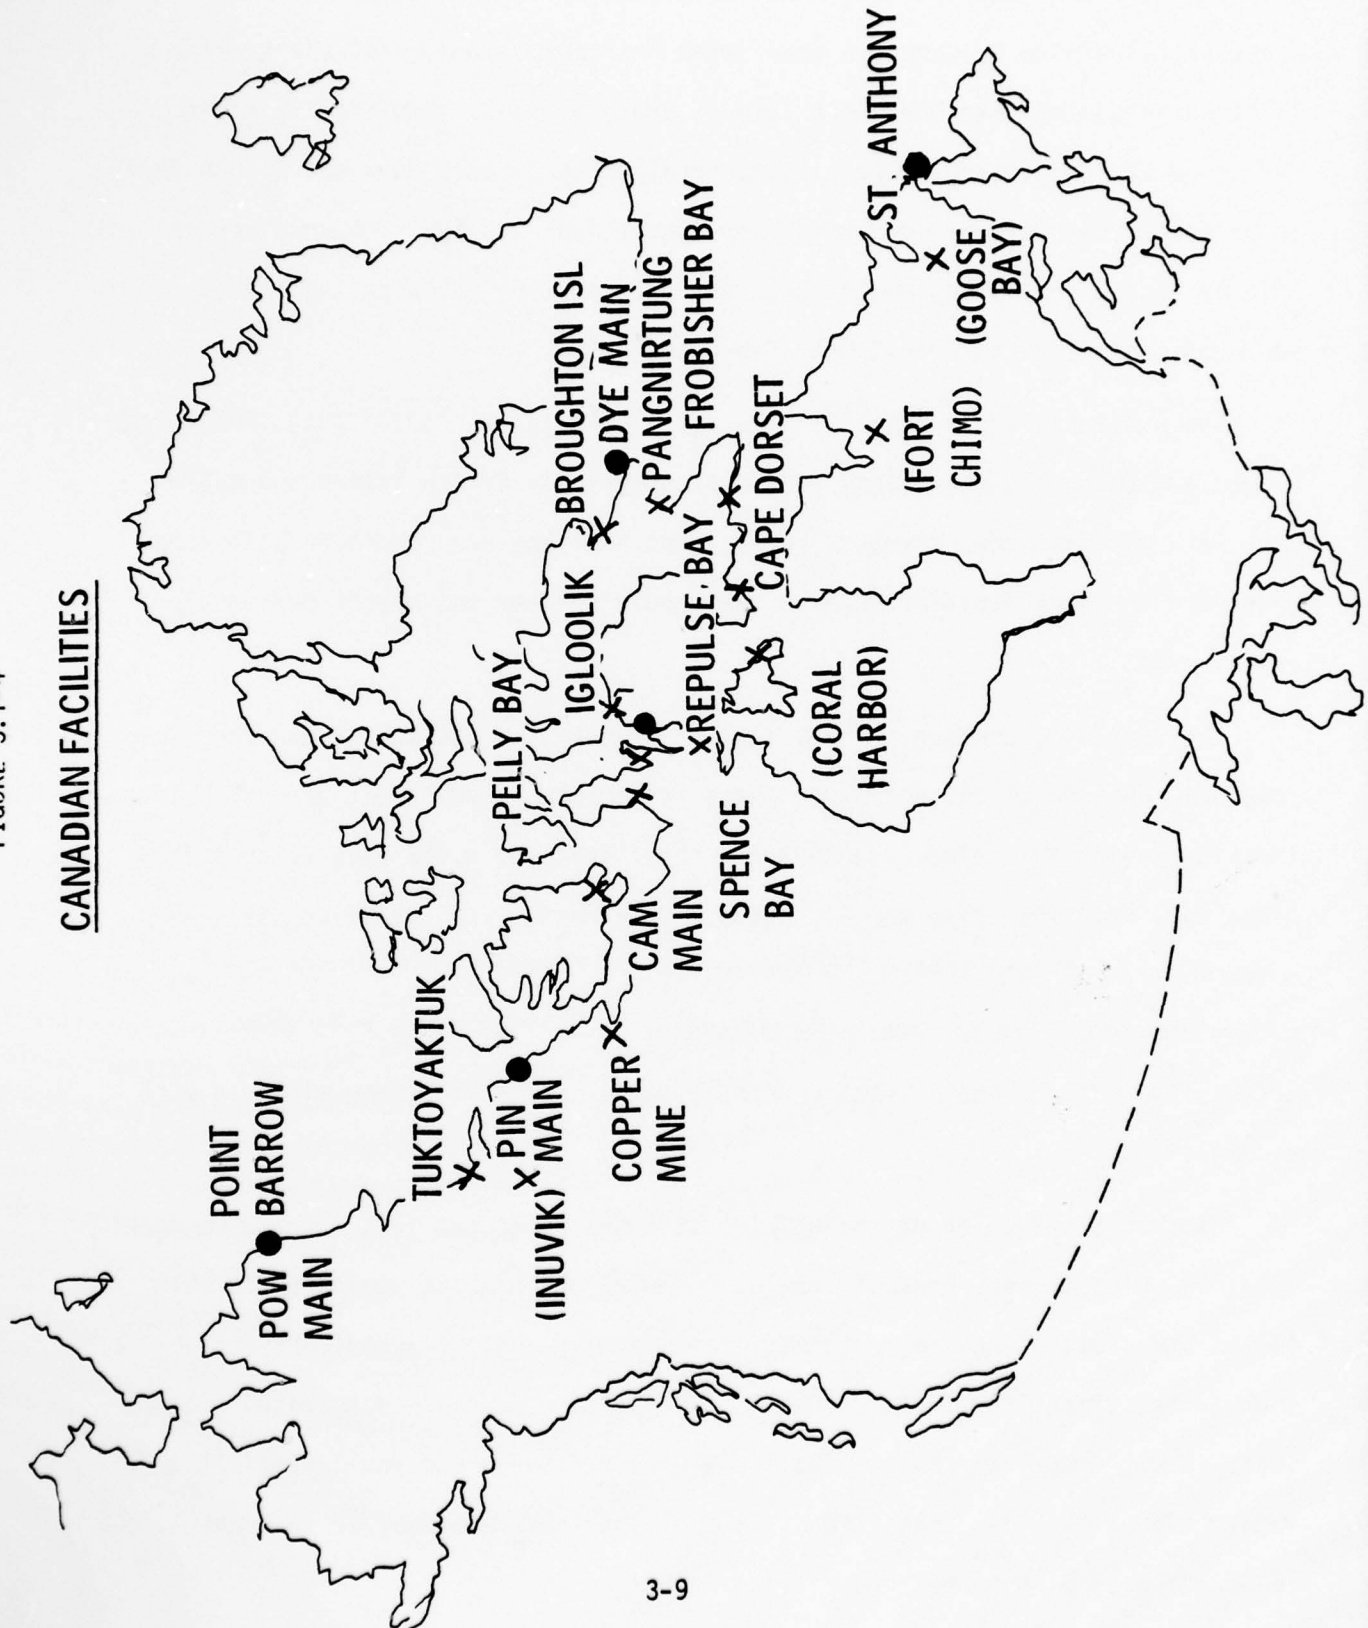 CANADIAN FACILITIES
POINT
BARROW
POW
MAIN
TUKTOYAKTUK
PIN
MAIN
(INUVIK)
COPPER
MINE
CAM
MAIN
SPENCE
BAY
PELLY BAY
IGLOOLIK
REPULSE BAY
(CORAL
HARBOR)
BROUGHTON ISL
DYE MAIN
PANGNIRTUNG
FROBISHER BAY
CAPE DORSET
(FORT
CHIMO)
(GOOSE
BAY)
ST ANTHONY
3-9